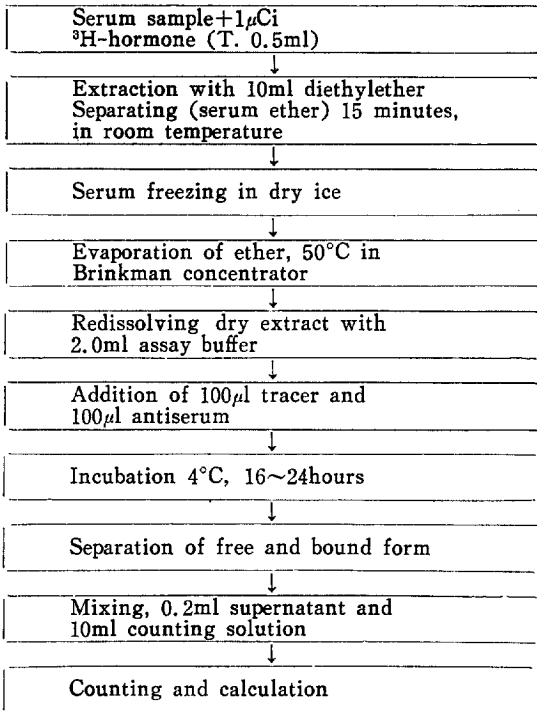 Serum sample+1μCi
³H-hormone (T. 0.5ml)
↓
Extraction with 10ml diethylether
Separating (serum ether) 15 minutes,
in room temperature
↓
Serum freezing in dry ice
↓
Evaporation of ether, 50°C in
Brinkman concentrator
↓
Redissolving dry extract with
2.0ml assay buffer
↓
Addition of 100μl tracer and
100μl antiserum
↓
Incubation 4°C, 16~24hours
↓
Separation of free and bound form
↓
Mixing, 0.2ml supernatant and
10ml counting solution
↓
Counting and calculation